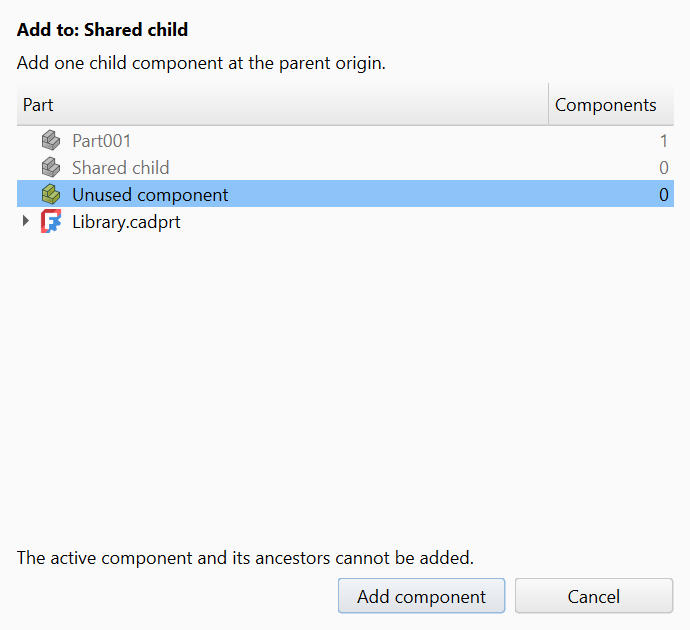 Add to: Shared child
Add one child component at the parent origin.
Part Components
Part001 1
Shared child 0
Unused component 0
Library.cadprt
The active component and its ancestors cannot be added.
Add component Cancel